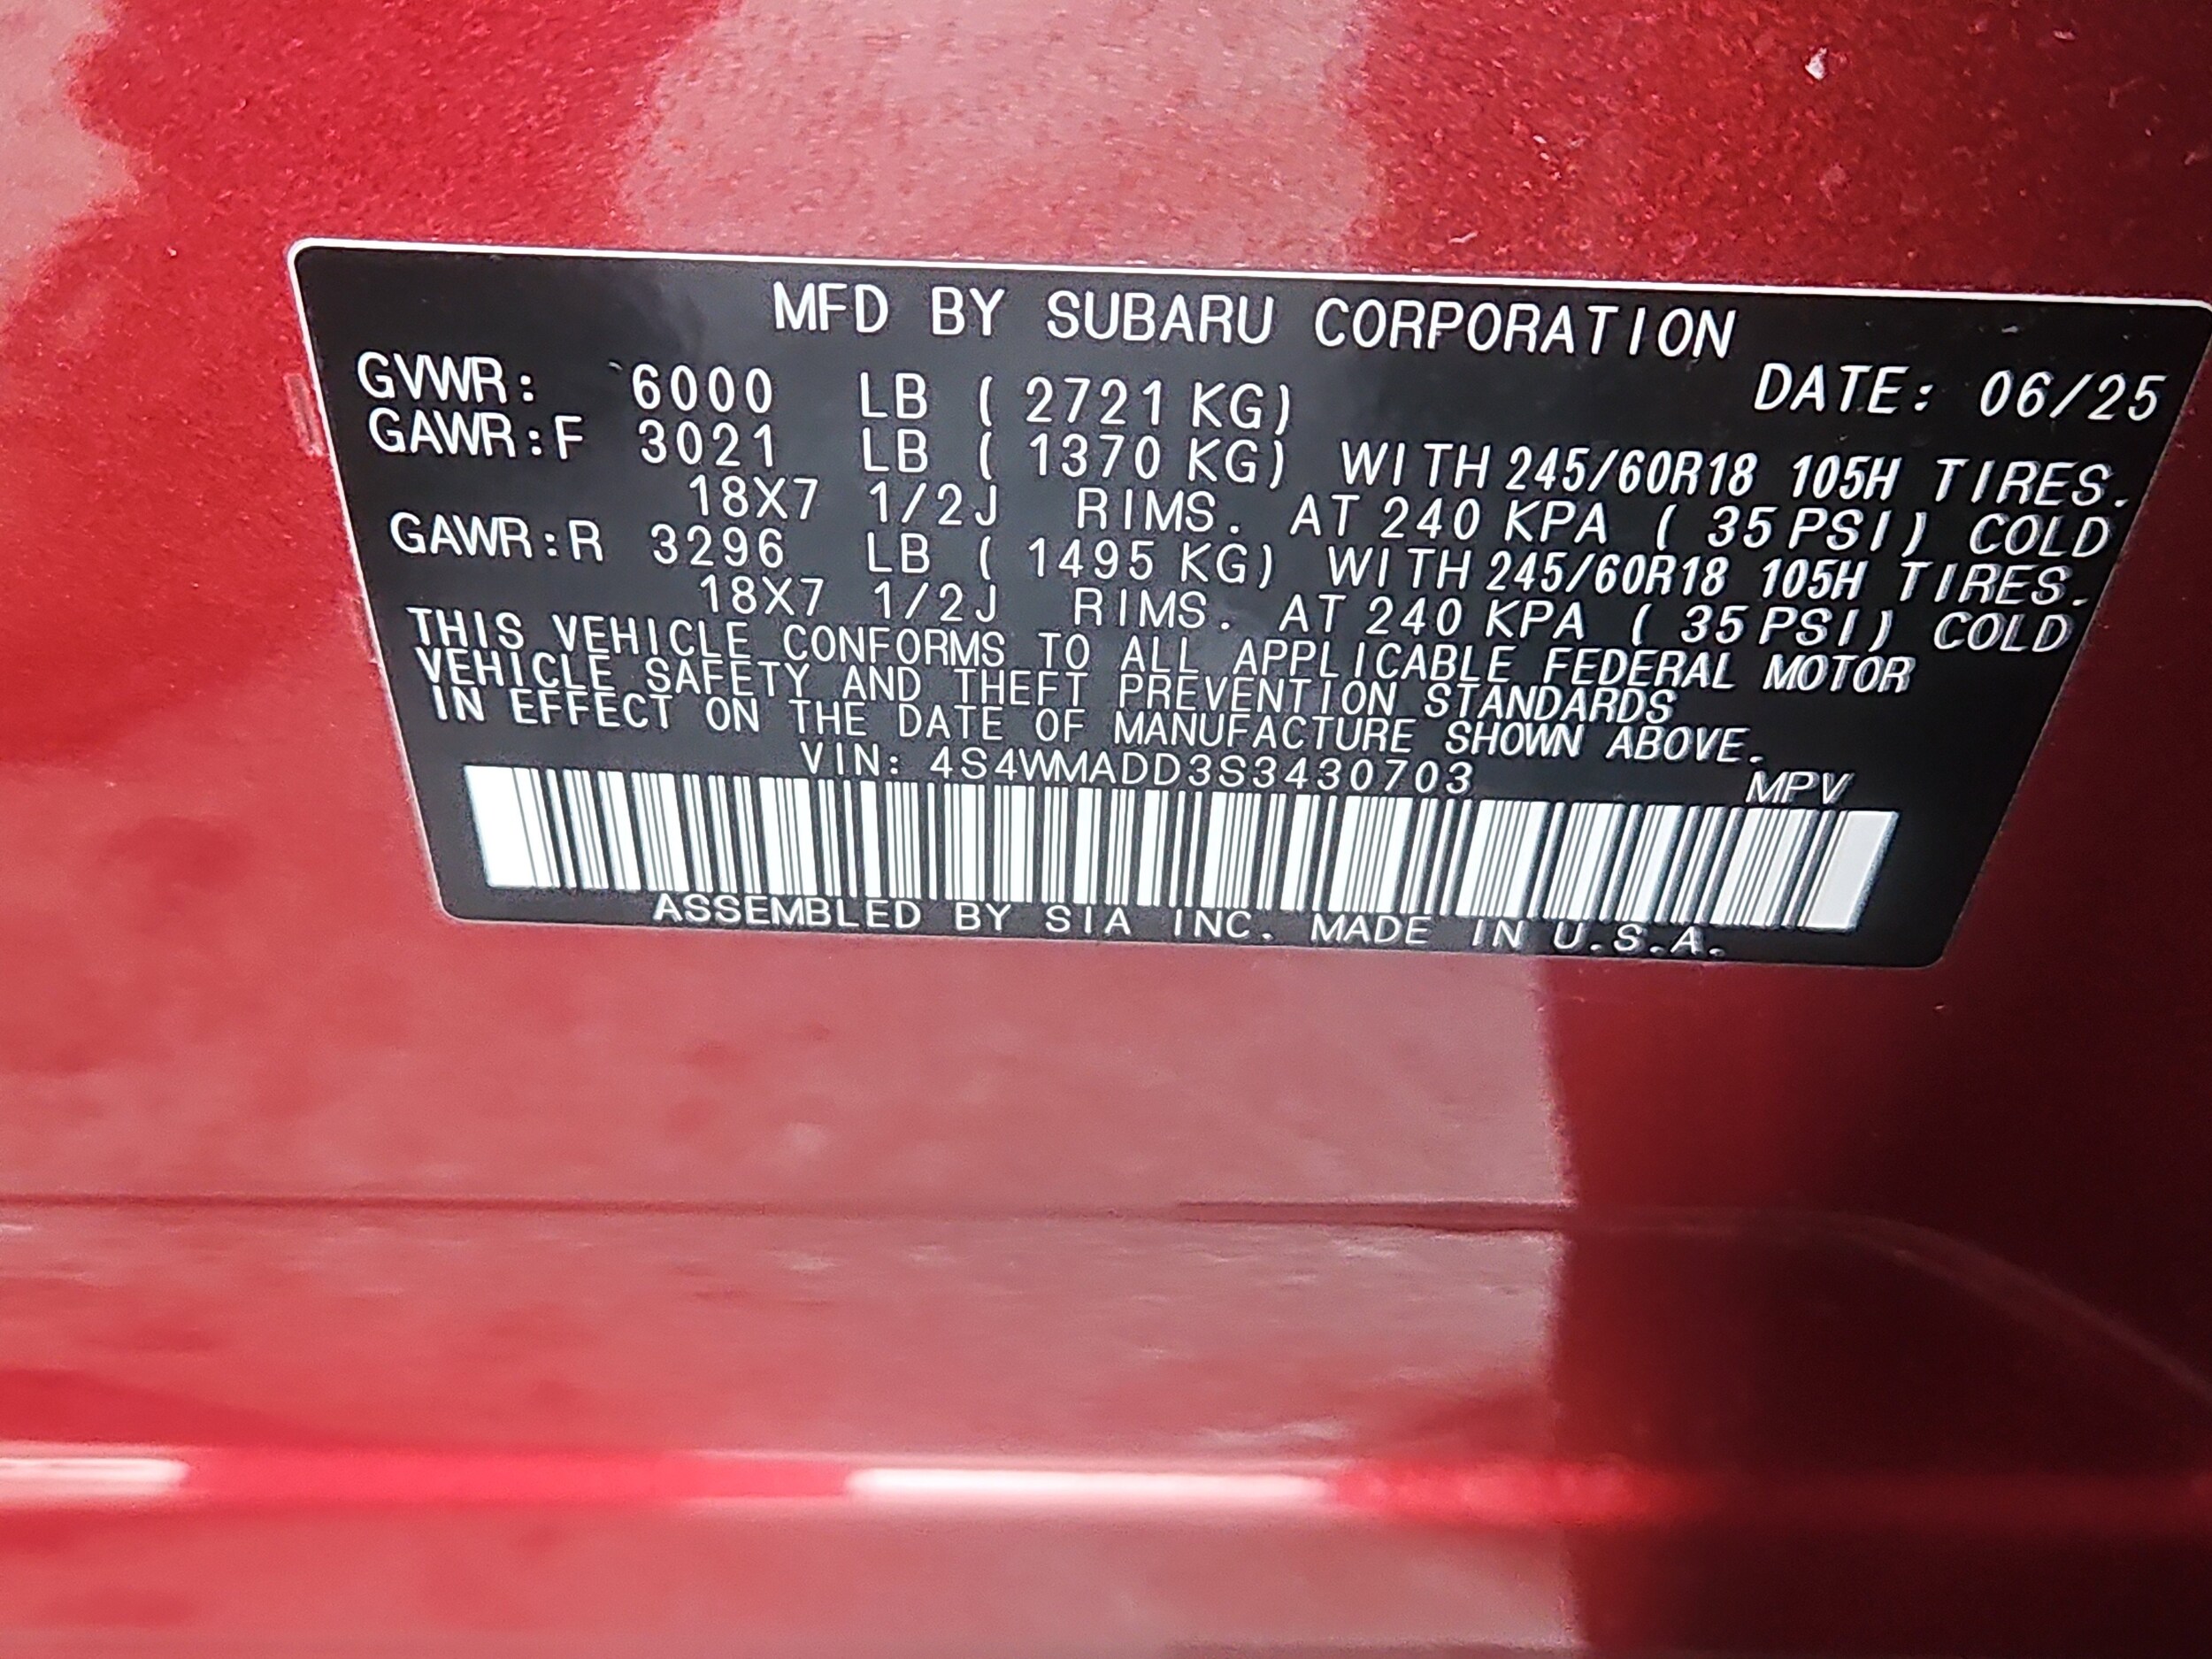 MFD BY SUBARU CORPORATION
DATE: 06/25
GVWR: 6000 LB ( 2721 KG)
GAWR:F 3021 LB ( 1370 KG) WITH 245/60R18 105H TIRES.
18X7 1/2J RIMS. AT 240 KPA ( 35 PSI) COLD
GAWR:R 3296 LB ( 1495 KG) WITH 245/60R18 105H TIRES.
18X7 1/2J RIMS. AT 240 KPA ( 35 PSI) COLD
THIS VEHICLE CONFORMS TO ALL APPLICABLE FEDERAL MOTOR
VEHICLE SAFETY AND THEFT PREVENTION STANDARDS
IN EFFECT ON THE DATE OF MANUFACTURE SHOWN ABOVE.
VIN: 4S4WMADD3S3430703 MPV
ASSEMBLED BY SIA INC. MADE IN U.S.A.